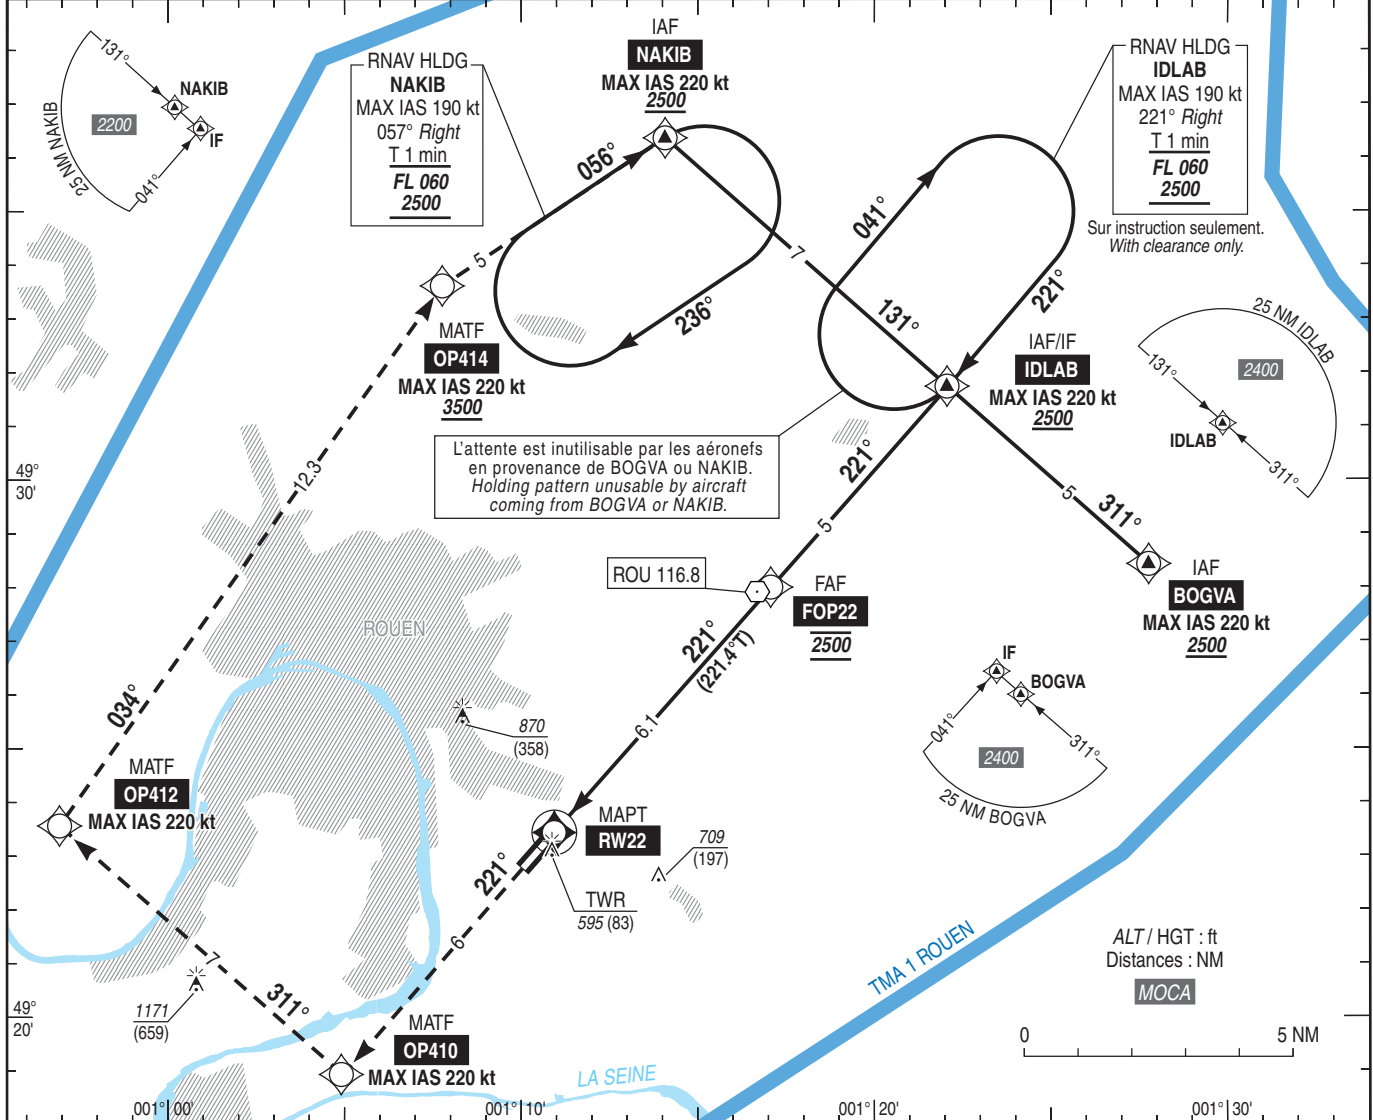 IAF
NAKIB
MAX IAS 220 kt
2500
RNAV HLDG
NAKIB
MAX IAS 190 kt
057° Right
T 1 min
FL 060
2500
RNAV HLDG
IDLAB
MAX IAS 190 kt
221° Right
T 1 min
FL 060
2500
Sur instruction seulement.
With clearance only.
131°
NAKIB
2200
IF
041°
25 NM NAKIB
056°
5
236°
7
131°
041°
221°
MATF
OP414
MAX IAS 220 kt
3500
IAF/IF
IDLAB
MAX IAS 220 kt
2500
25 NM IDLAB
2400
131°
IDLAB
311°
L'attente est inutilisable par les aéronefs
en provenance de BOGVA ou NAKIB.
Holding pattern unusable by aircraft
coming from BOGVA or NAKIB.
49°
30'
12.3
221°
5
5
311°
ROU 116.8
FAF
FOP22
2500
IAF
BOGVA
MAX IAS 220 kt
2500
ROUEN
221°
(221.4°T)
6.1
IF
BOGVA
041°
311°
2400
25 NM BOGVA
034°
870
(358)
MATF
OP412
MAX IAS 220 kt
MAPT
RW22
709
(197)
221°
TWR
595 (83)
6
7
311°
1171
(659)
TMA 1 ROUEN
ALT / HGT : ft
Distances : NM
MOCA
49°
20'
MATF
OP410
MAX IAS 220 kt
0
5 NM
LA SEINE
001°00'
001°10'
001°20'
001°30'